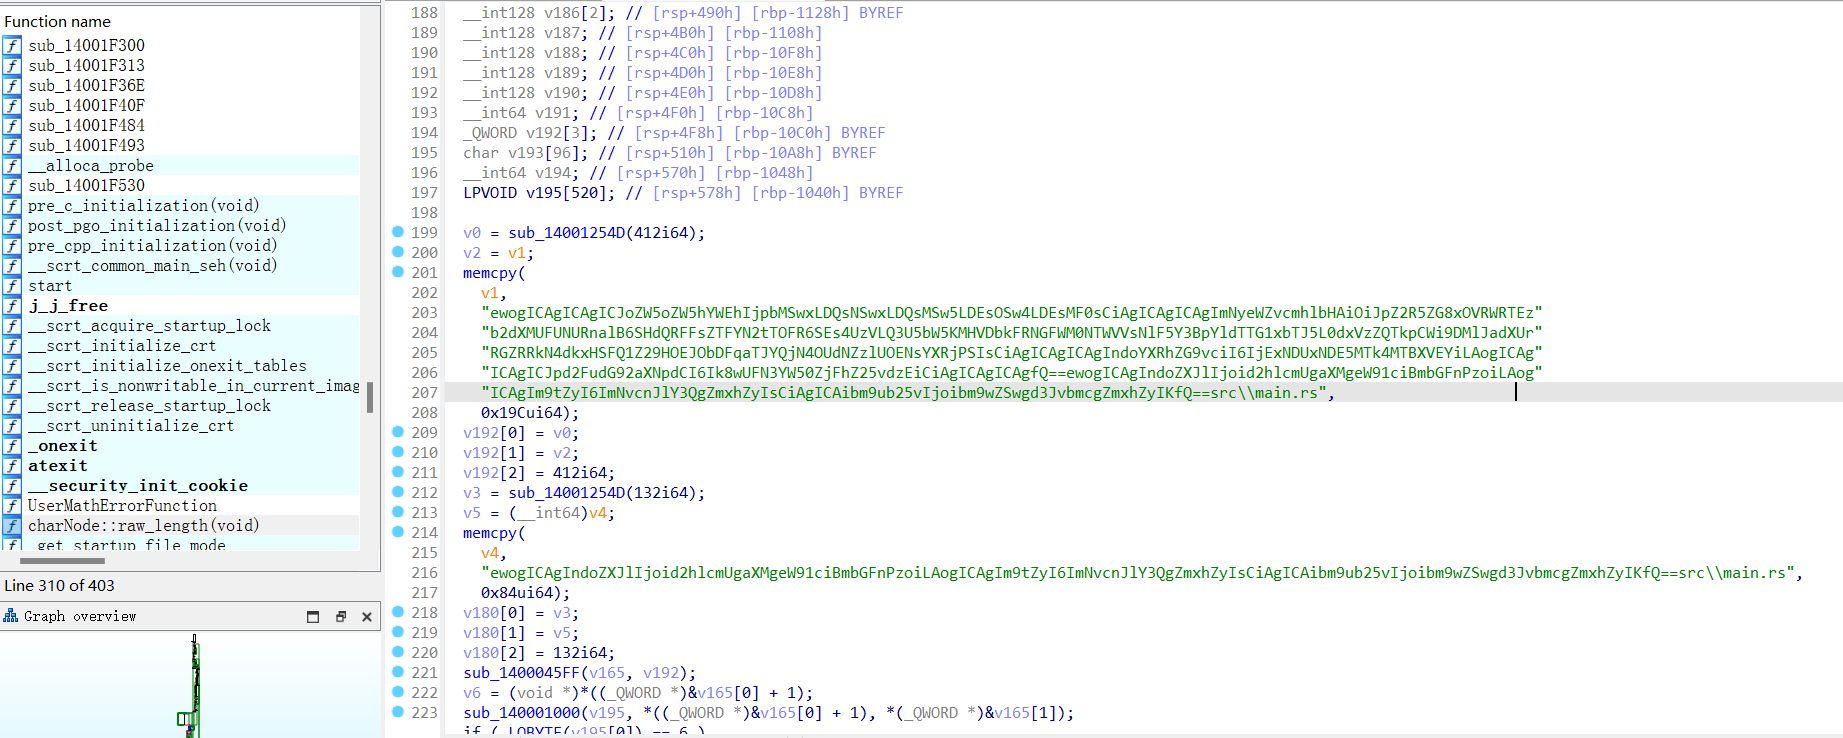 Function name
sub_14001F300
sub_14001F313
sub_14001F36E
sub_14001F40F
sub_14001F484
sub_14001F493
__alloca_probe
sub_14001F530
pre_c_initialization(void)
post_pgo_initialization(void)
pre_cpp_initialization(void)
__scrt_common_main_seh(void)
start
j_j_free
__scrt_acquire_startup_lock
__scrt_initialize_crt
__scrt_initialize_onexit_tables
__scrt_is_nonwritable_in_current_imag
__scrt_release_startup_lock
__scrt_uninitialize_crt
_onexit
atexit
__security_init_cookie
UserMathErrorFunction
charNode::raw_length(void)
_get_startup_file_mode
Line 310 of 403
Graph overview
188 __int128 v186[2]; // [rsp+490h] [rbp-1128h] BYREF
189 __int128 v187; // [rsp+4B0h] [rbp-1108h]
190 __int128 v188; // [rsp+4C0h] [rbp-10F8h]
191 __int128 v189; // [rsp+4D0h] [rbp-10E8h]
192 __int128 v190; // [rsp+4E0h] [rbp-10D8h]
193 __int64 v191; // [rsp+4F0h] [rbp-10C8h]
194 _QWORD v192[3]; // [rsp+4F8h] [rbp-10C0h] BYREF
195 char v193[96]; // [rsp+510h] [rbp-10A8h] BYREF
196 __int64 v194; // [rsp+570h] [rbp-1048h]
197 LPVOID v195[520]; // [rsp+578h] [rbp-1040h] BYREF
198
199 v0 = sub_14001254D(412i64);
200 v2 = v1;
201 memcpy(
202 v1,
203 "ewogICAgICAgICJoZW5oZW5hYWEhIjpbMSwxLDQsNSwxLDQsMSw5LDEsOSw4LDEsMF0sCiAgICAgICAgImNyeWZvcmhlbHAiOiJpZ2R5ZG8xOVRWRTEz"
204 "b2dXMUFUNURnalB6SHdQRFFsZTFYN2tTOFR6SEs4UzVLQ3U5bW5KMHVDbkFRNGFWM0NTWVVsNlF5Y3BpYldTTG1xbTJ5L0dxVzZQTkpCWi9DMlJadXUr"
205 "RGZRRkN4dkxHSFQ1Z29HOEJObDFqaTJYQjN4OUdNZzlUOENsYXRjPSIsCiAgICAgICAgIndoYXRhZG9vciI6IjExNDUxNDE5MTk4MTBXVEYiLAogICAg"
206 "ICAgICJpd2FudG92aXNpdCI6Ik8wUFN3YW50ZjFhZ25vdzEiCiAgICAgICAgfQ==ewogICAgIndoZXJlIjoid2hlcmUgaXMgeW91ciBmbGFnPzoiLAog"
207 "ICAgIm9tZyI6ImNvcnJlY3QgZmxhZyIsCiAgICAibm9ub25vIjoibm9wZSwgd3JvbmcgZmxhZyIKfQ==src\\main.rs",
208 0x19Cui64);
209 v192[0] = v0;
210 v192[1] = v2;
211 v192[2] = 412i64;
212 v3 = sub_14001254D(132i64);
213 v5 = (__int64)v4;
214 memcpy(
215 v4,
216 "ewogICAgIndoZXJlIjoid2hlcmUgaXMgeW91ciBmbGFnPzoiLAogICAgIm9tZyI6ImNvcnJlY3QgZmxhZyIsCiAgICAibm9ub25vIjoibm9wZSwgd3JvbmcgZmxhZyIKfQ==src\\main.rs",
217 0x84ui64);
218 v180[0] = v3;
219 v180[1] = v5;
220 v180[2] = 132i64;
221 sub_1400045FF(v165, v192);
222 v6 = (void *)*((_QWORD *)&v165[0] + 1);
223 sub_140001000(v195, *((_QWORD *)&v165[0] + 1), *(_QWORD *)&v165[1]);
if ( LOBYTE(v195[0]) == 6 )